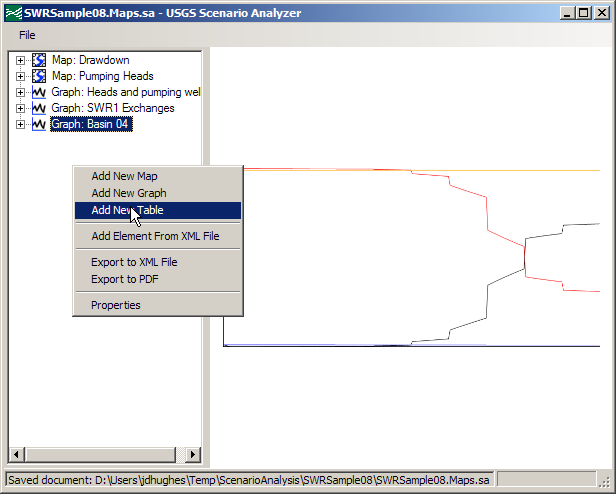 SWRSample08.Maps.sa - USGS Scenario Analyzer
File
Map: Drawdown
Map: Pumping Heads
Graph: Heads and pumping wel
Graph: SWR1 Exchanges
Graph: Basin 04
Add New Map
Add New Graph
Add New Table
Add Element From XML File
Export to XML File
Export to PDF
Properties
Saved document: D:\Users\jdhughes\Temp\ScenarioAnalysis\SWRSample08\SWRSample08.Maps.sa